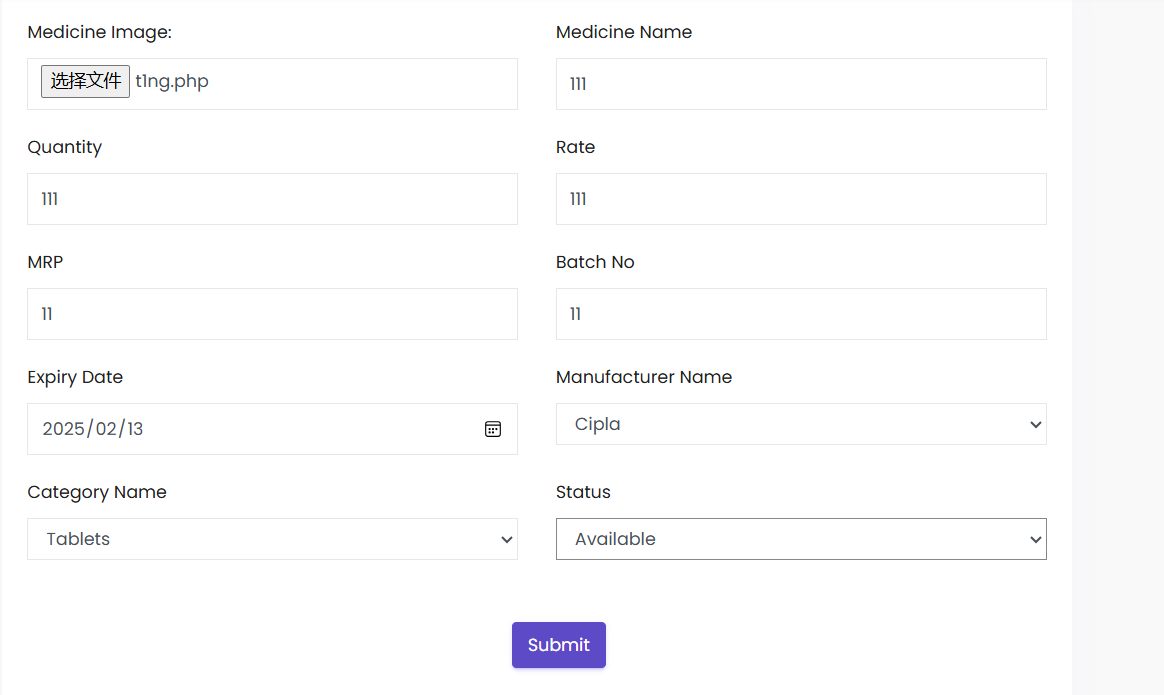 Medicine Image:
Medicine Name
选择文件 t1ng.php
111
Quantity
Rate
111
111
MRP
Batch No
11
11
Expiry Date
Manufacturer Name
2025/02/13
Cipla
Category Name
Status
Tablets
Available
Submit